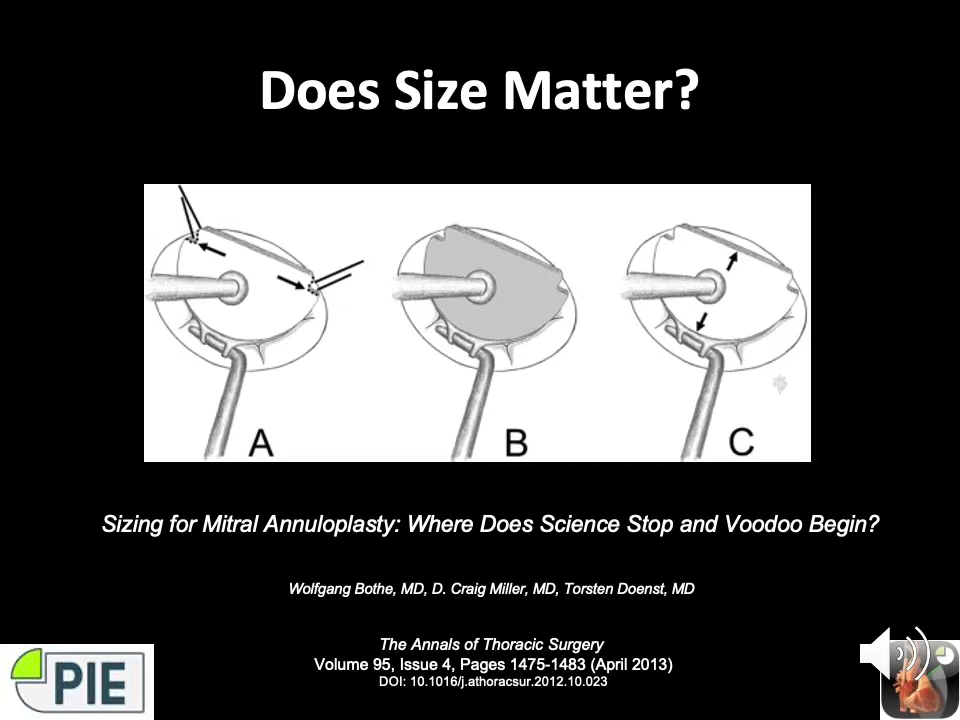 Does Size Matter?
A
B
C
Sizing for Mitral Annuloplasty: Where Does Science Stop and Voodoo Begin?
Wolfgang Bothe, MD, D. Craig Miller, MD, Torsten Doenst, MD
The Annals of Thoracic Surgery
Volume 95, Issue 4, Pages 1475-1483 (April 2013)
DOI: 10.1016/j.athoracsur.2012.10.023
PIE